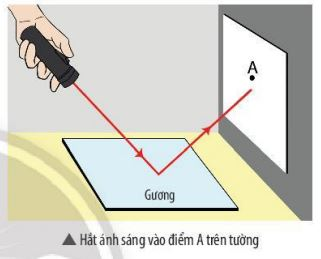 A
Gương
▲ Hắt ánh sáng vào điểm A trên tường